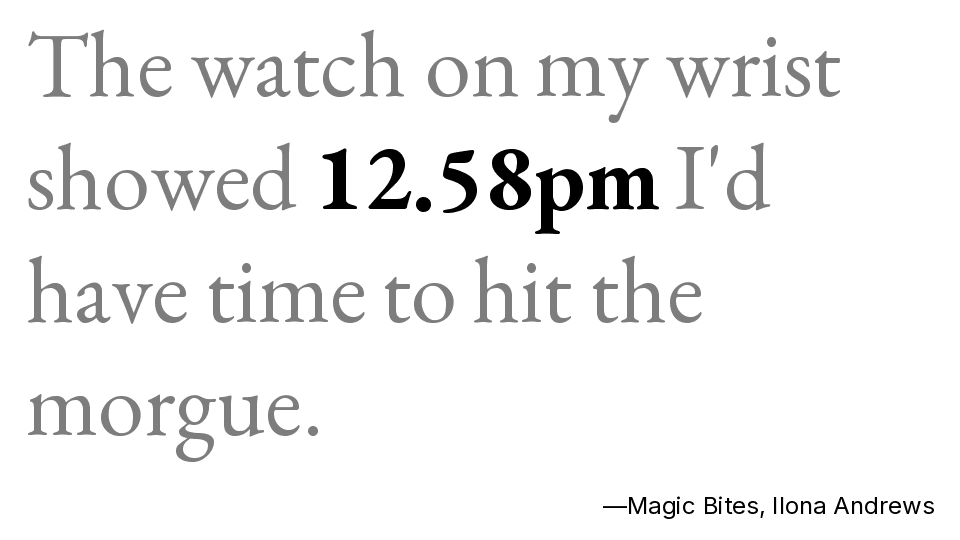 The watch on my wrist
showed 12.58pm I'd
have time to hit the
morgue.
—Magic Bites, Ilona Andrews